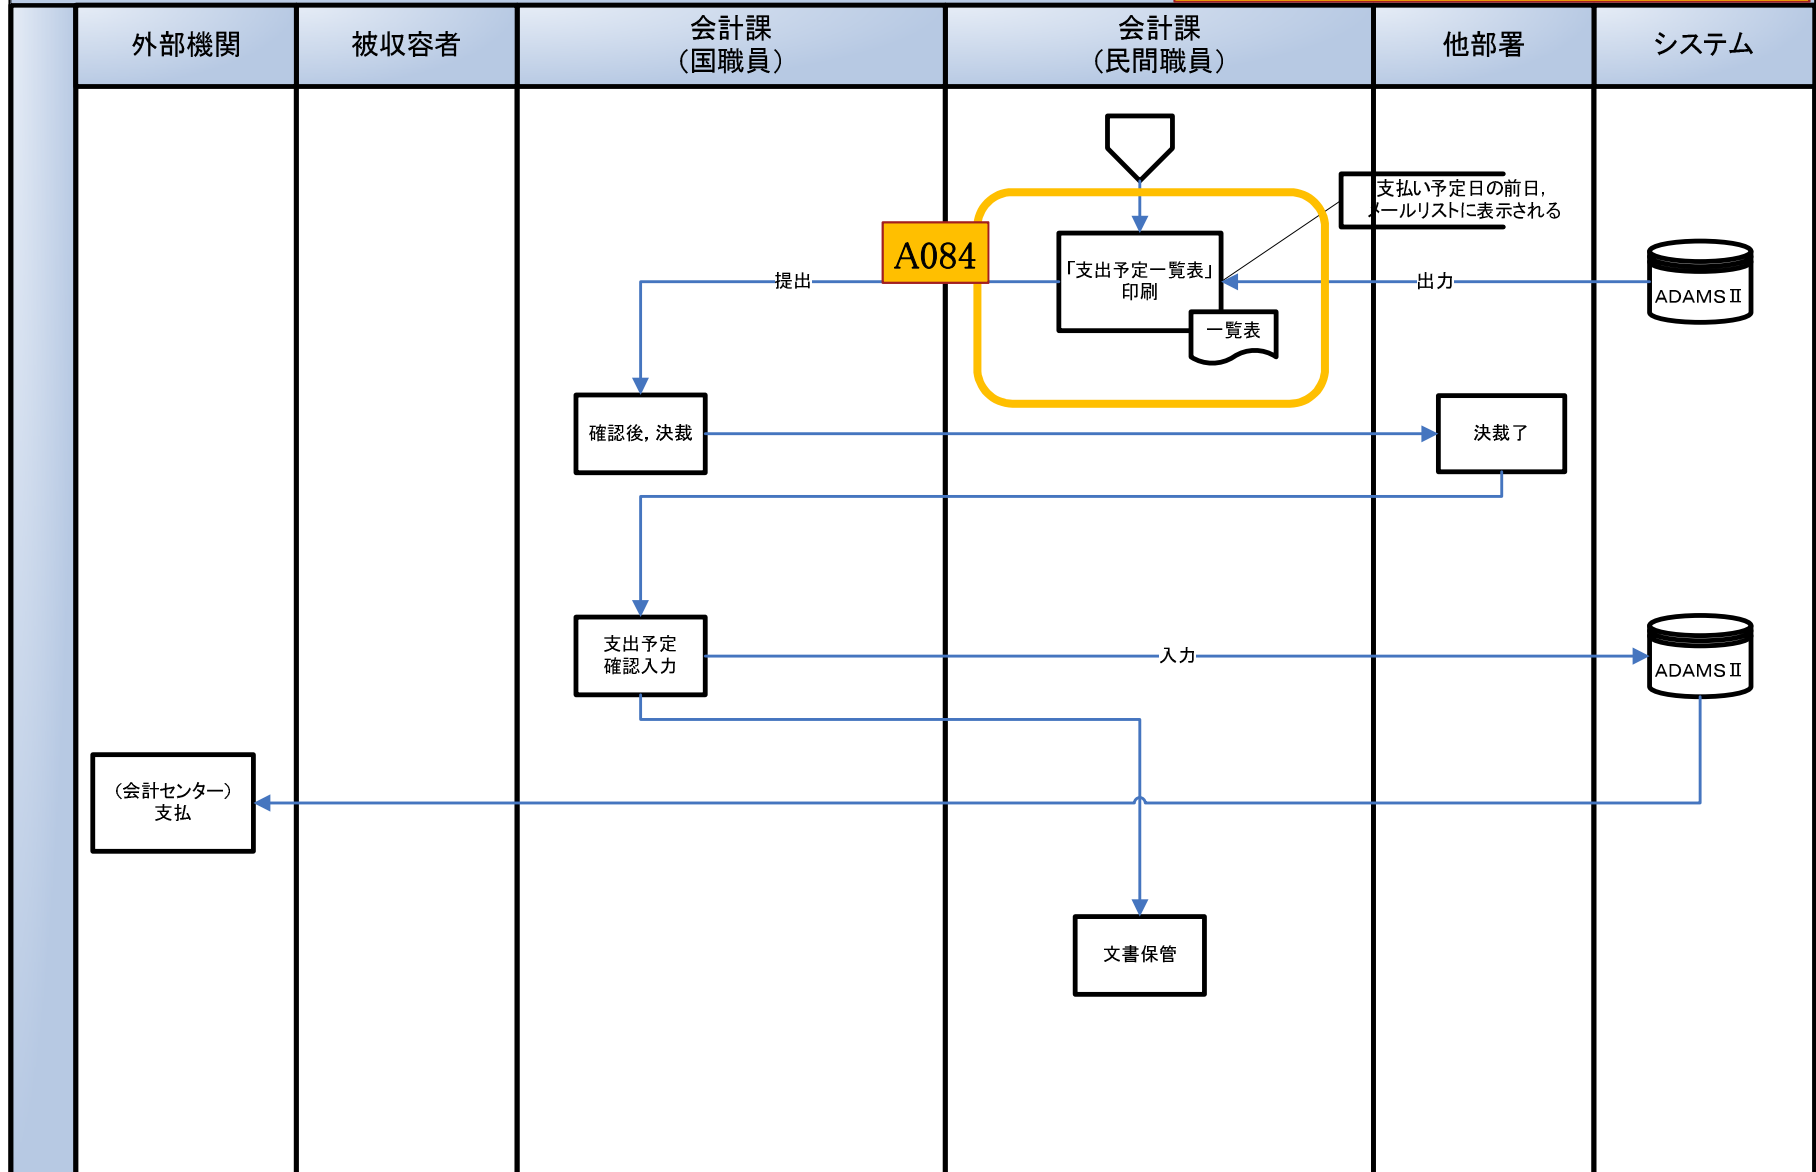 外部機関
被収容者
会計課
（国職員）
会計課
（民間職員）
他部署
システム
支払い予定日の前日，
メールリストに表示される
A084
「支出予定一覧表」
印刷
提出
出力
ADAMSⅡ
一覧表
確認後，決裁
決裁了
支出予定
確認入力
入力
ADAMSⅡ
（会計センター）
支払
文書保管